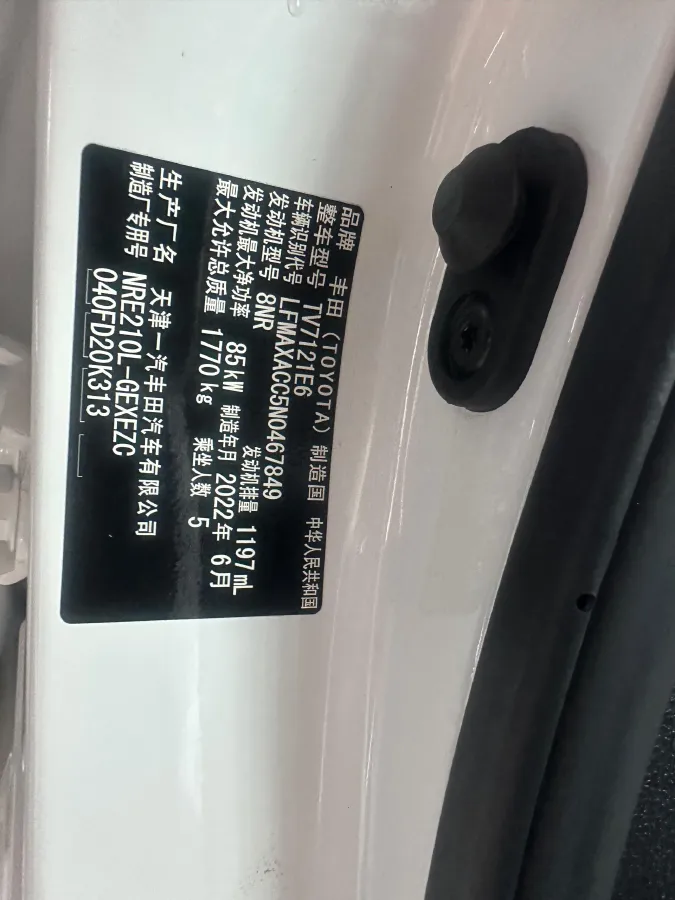 品牌 丰田(TOYOTA) 制造国 中华人民共和国
整车型号 TV7121E6
车辆识别代号 LFMAXACC5N0467849
发动机型号 8NR 发动机排量 1197 mL
发动机最大净功率 85kW 制造年月 2022年 6月
最大允许总质量 1770kg 乘坐人数 5
生产厂名 天津一汽丰田汽车有限公司
制造厂专用号 NRE210L-GEXEZC
040FD20K313